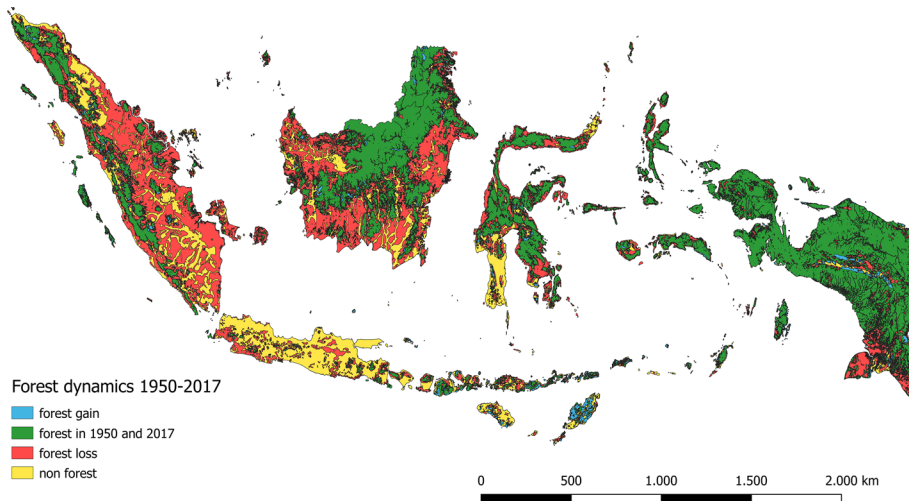 Forest dynamics 1950-2017
forest gain
forest in 1950 and 2017
forest loss
non forest
0 500 1.000 1.500 2.000 km